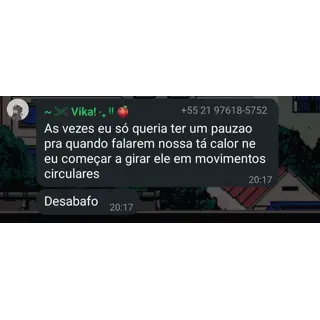 ~ Vika! ·˳ !! +55 21 97618-5752
As vezes eu só queria ter um pauzao
pra quando falarem nossa tá calor ne
eu começar a girar ele em movimentos
circulares
20:17
Desabafo 20:17